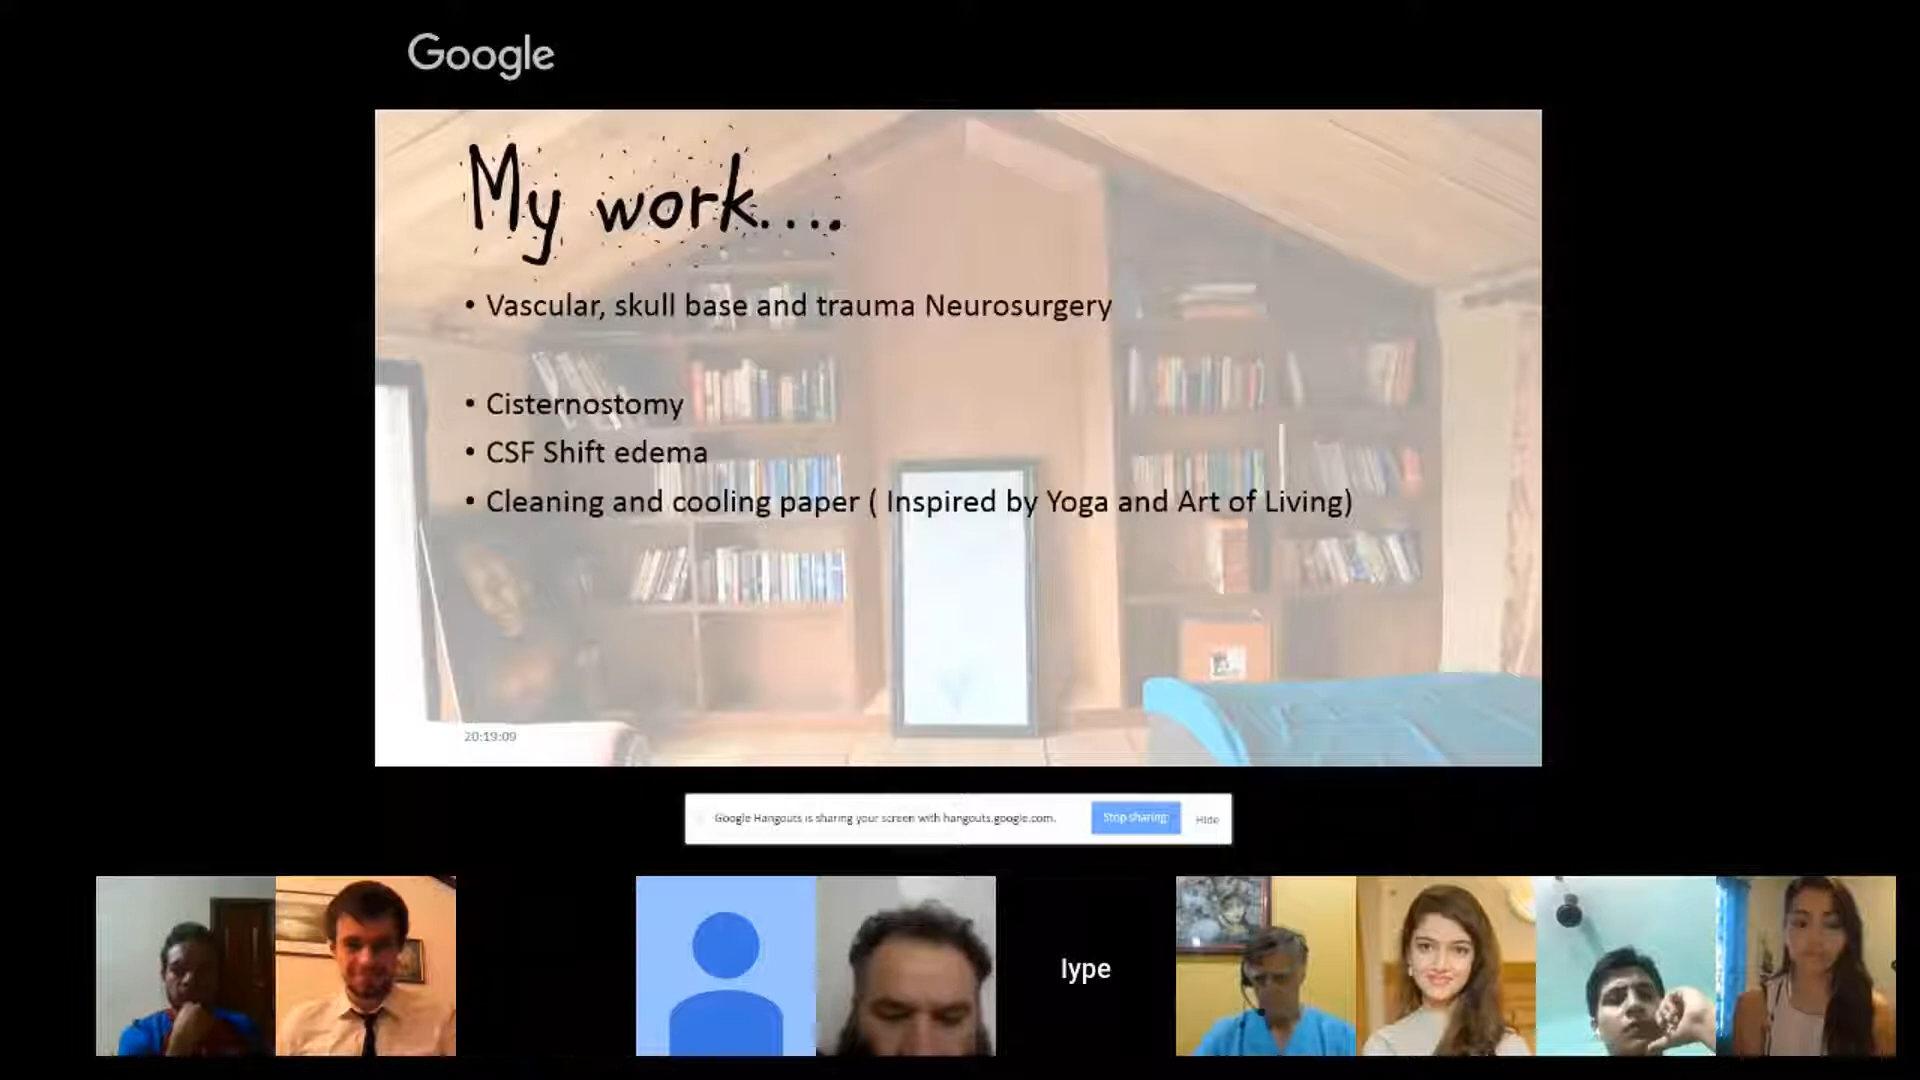 Google
My work....
• Vascular, skull base and trauma Neurosurgery
• Cisternostomy
• CSF Shift edema
• Cleaning and cooling paper ( Inspired by Yoga and Art of Living)
20:19:09
Google Hangouts is sharing your screen with hangouts.google.com. Stop sharing Hide
lype